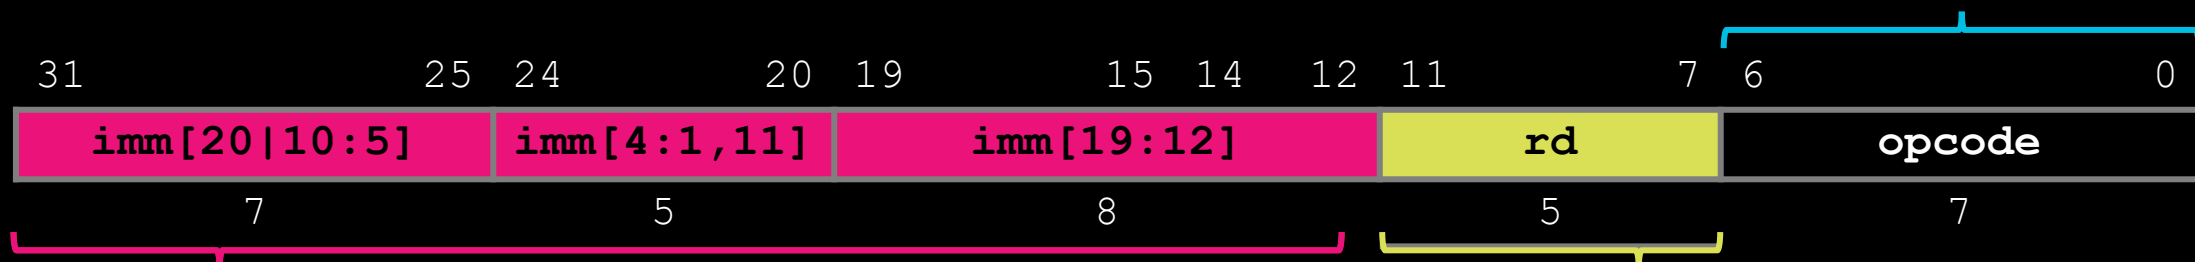 31 25 24 20 19 15 14 12 11 7 6 0
imm[20|10:5] imm[4:1,11] imm[19:12] rd opcode
7 5 8 5 7